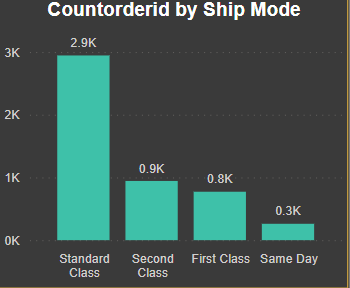 Countorderid by Ship Mode
3K
2K
1K
0K
2.9K
0.9K
0.8K
0.3K
Standard
Class
Second
Class
First Class
Same Day